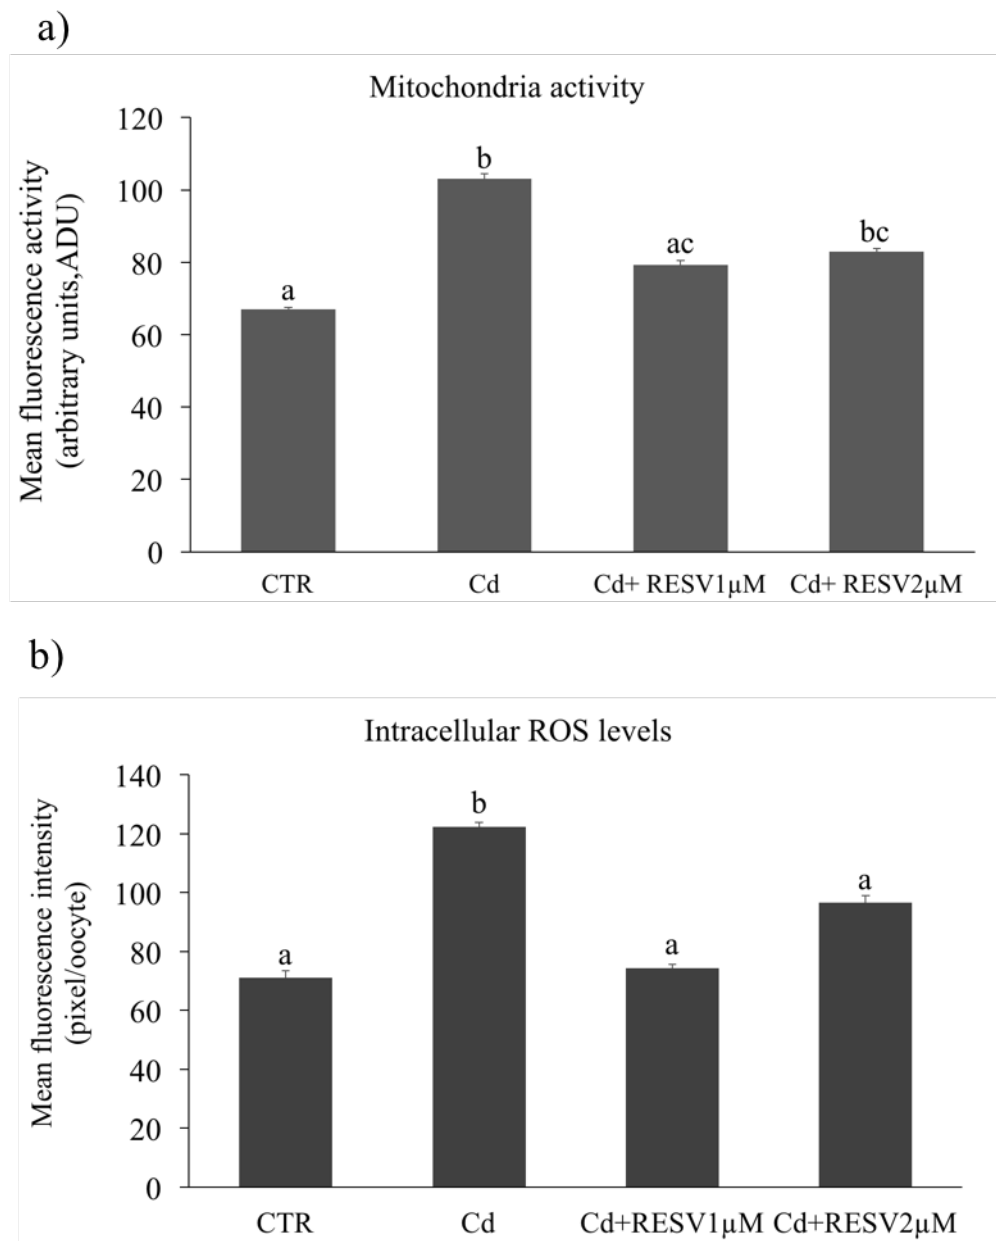 a)
Mitochondria activity
Mean fluorescence activity
(arbitrary units,ADU)
120
100
80
60
40
20
0
a
b
ac
bc
CTR
Cd
Cd+ RESV1µM
Cd+ RESV2µM
b)
Intracellular ROS levels
Mean fluorescence intensity
(pixel/oocyte)
140
120
100
80
60
40
20
0
a
b
a
a
CTR
Cd
Cd+RESV1µM
Cd+RESV2µM